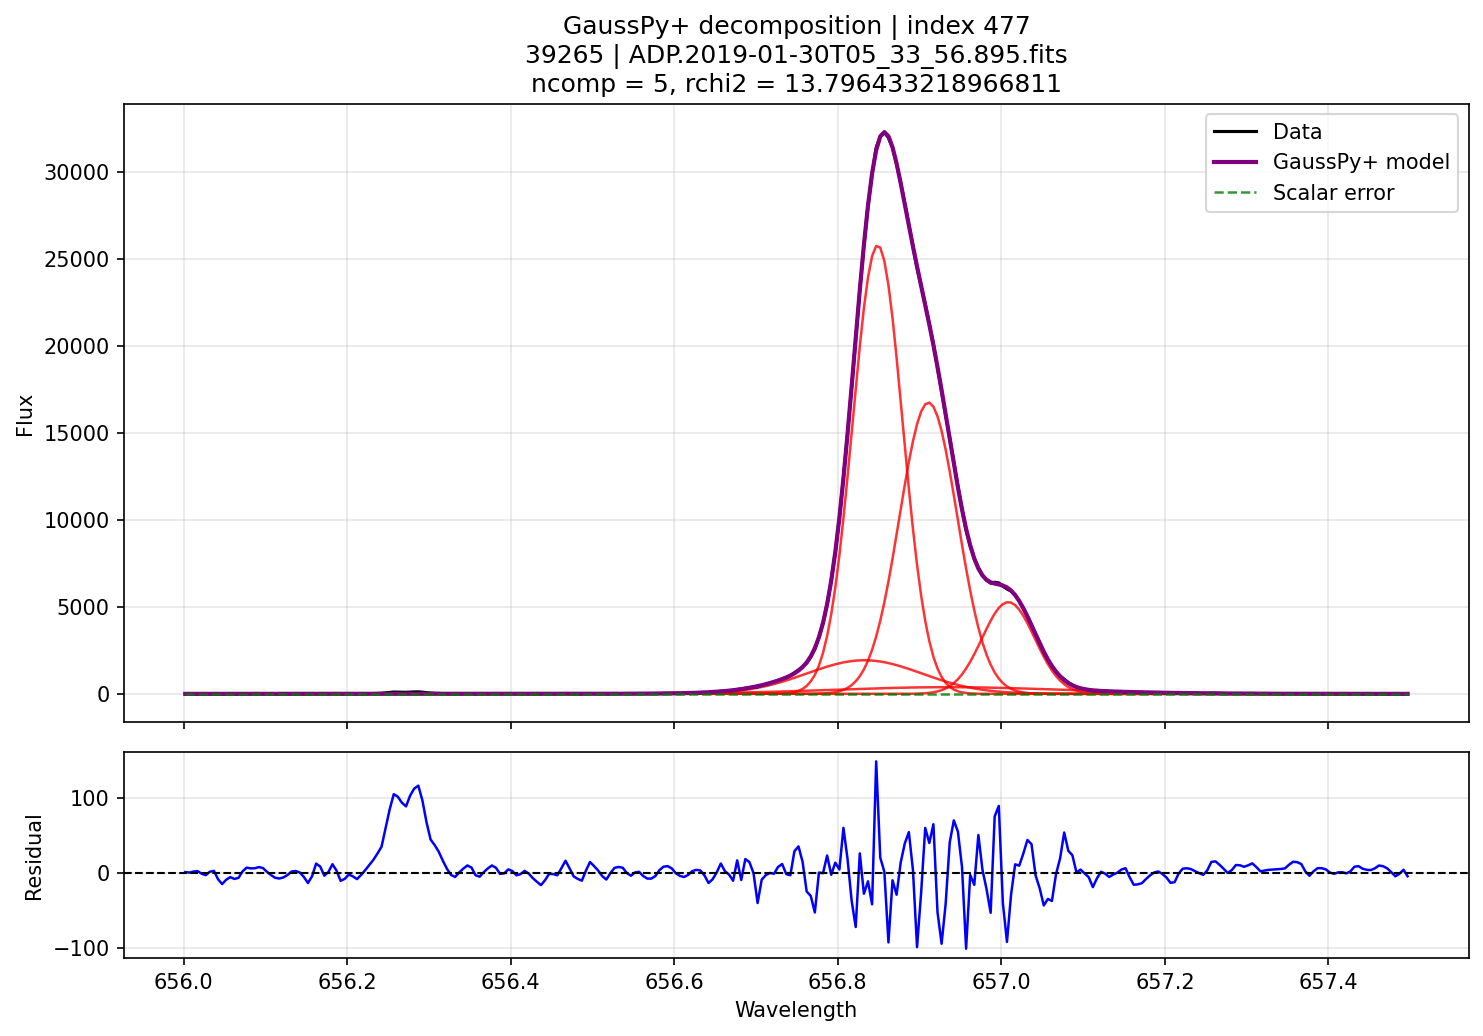 GaussPy+ decomposition | index 477
39265 | ADP.2019-01-30T05_33_56.895.fits
ncomp = 5, rchi2 = 13.796433218966811
Data
GaussPy+ model
Scalar error
30000
25000
20000
15000
10000
5000
0
Flux
100
0
−100
Residual
656.0
656.2
656.4
656.6
656.8
657.0
657.2
657.4
Wavelength